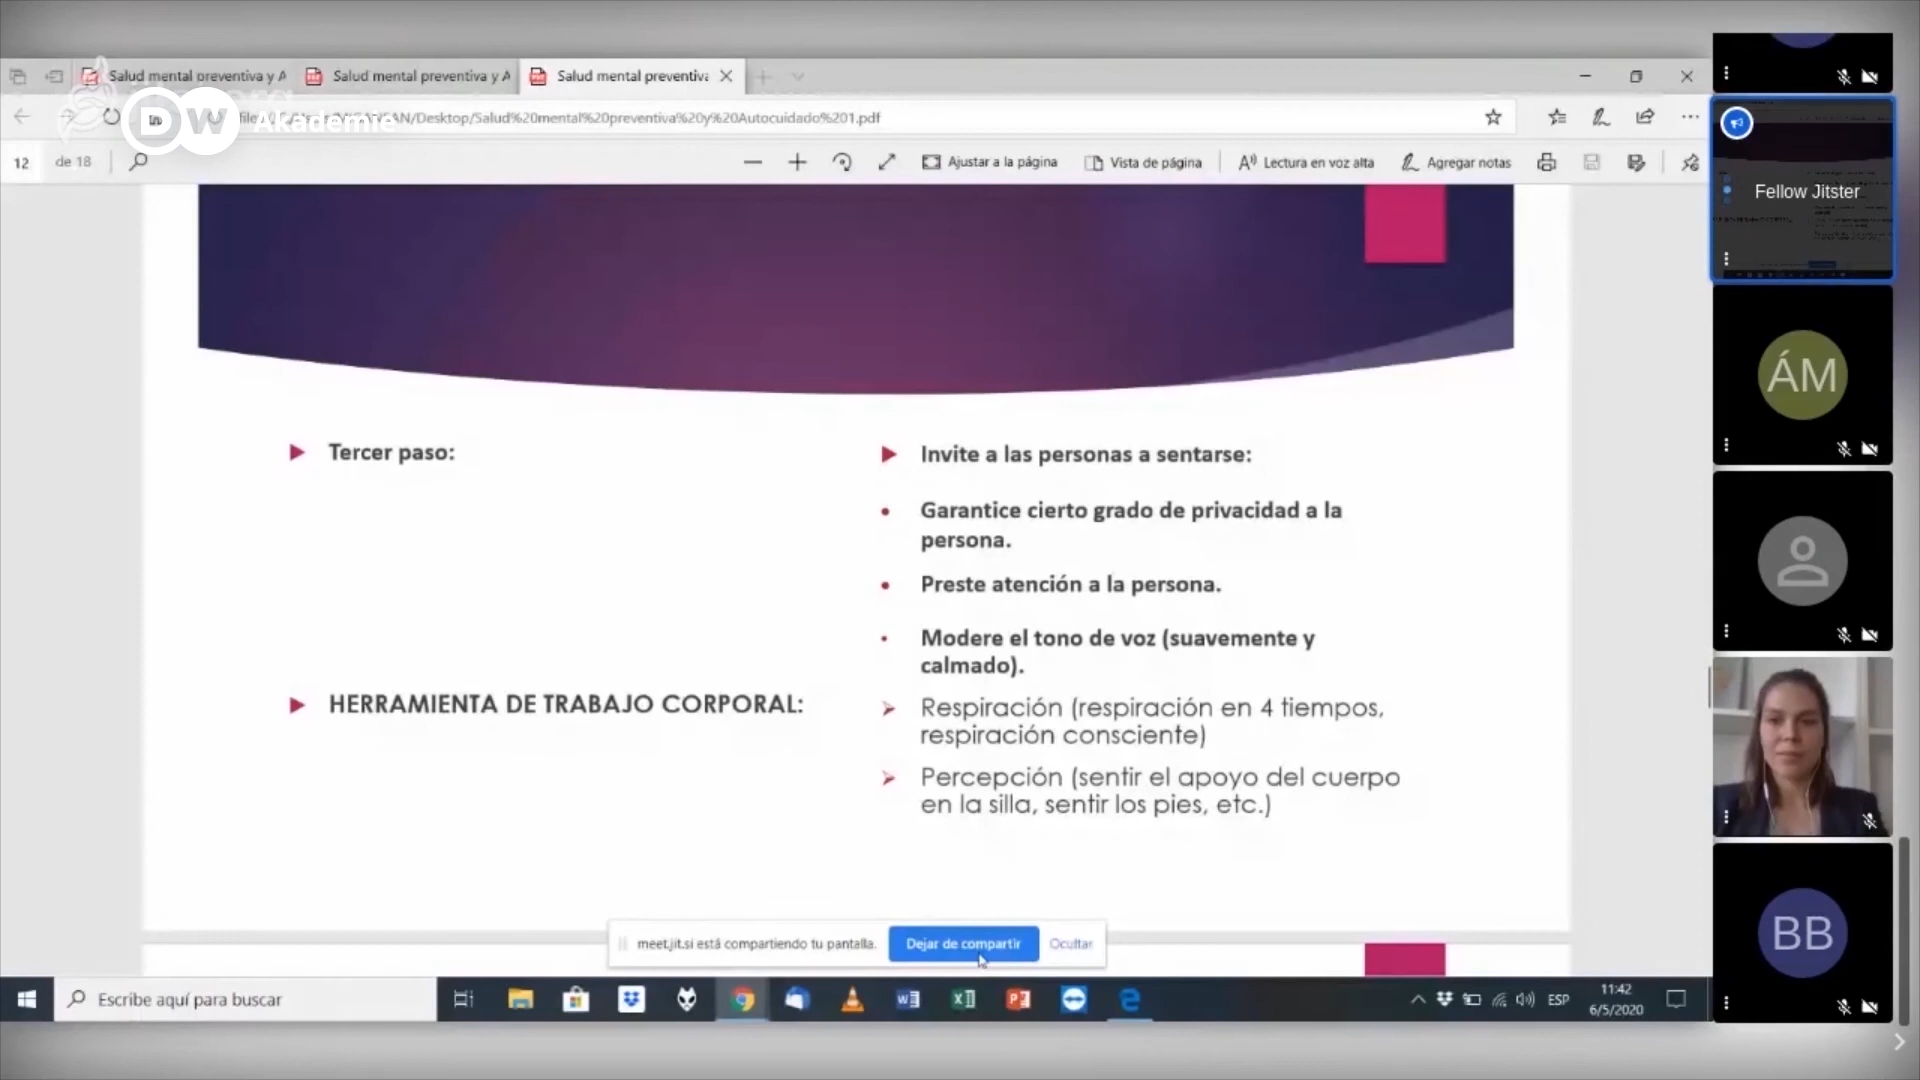 Salud mental preventiva y A
Salud mental preventiva y A
Salud mental preventiva
DW Akademie
/Desktop/Salud%20mental%20preventiva%20y%20Autocuidado%201.pdf
12 de 18
Ajustar a la página
Vista de página
Lectura en voz alta
Agregar notas
Tercer paso:
HERRAMIENTA DE TRABAJO CORPORAL:
Invite a las personas a sentarse:
Garantice cierto grado de privacidad a la
persona.
Preste atención a la persona.
Modere el tono de voz (suavemente y
calmado).
Respiración (respiración en 4 tiempos,
respiración consciente)
Percepción (sentir el apoyo del cuerpo
en la silla, sentir los pies, etc.)
meet.jit.si está compartiendo tu pantalla.
Dejar de compartir
Ocultar
Escribe aquí para buscar
ESP
11:42
6/5/2020
Fellow Jitster
ÁM
BB